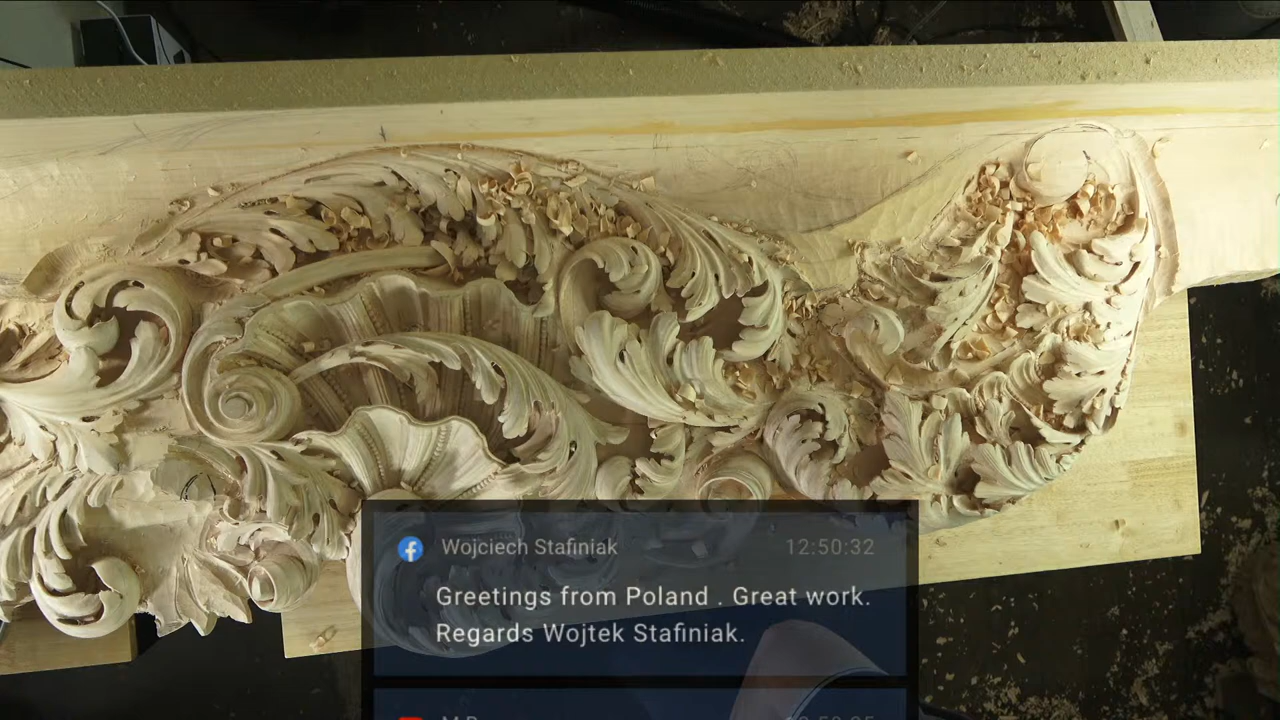 Wojciech Stafiniak 12:50:32
Greetings from Poland . Great work.
Regards Wojtek Stafiniak.